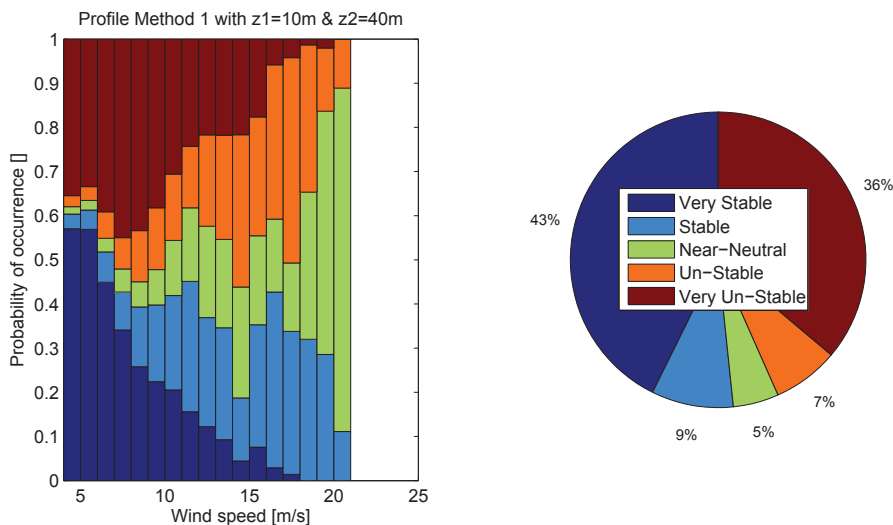 Profile Method 1 with z1=10m & z2=40m
1
0.9
0.8
0.7
0.6
0.5
0.4
0.3
0.2
0.1
0
Probability of occurrence []
5
10
15
20
25
Wind speed [m/s]
43%
36%
Very Stable
Stable
Near−Neutral
Un−Stable
Very Un−Stable
7%
5%
9%